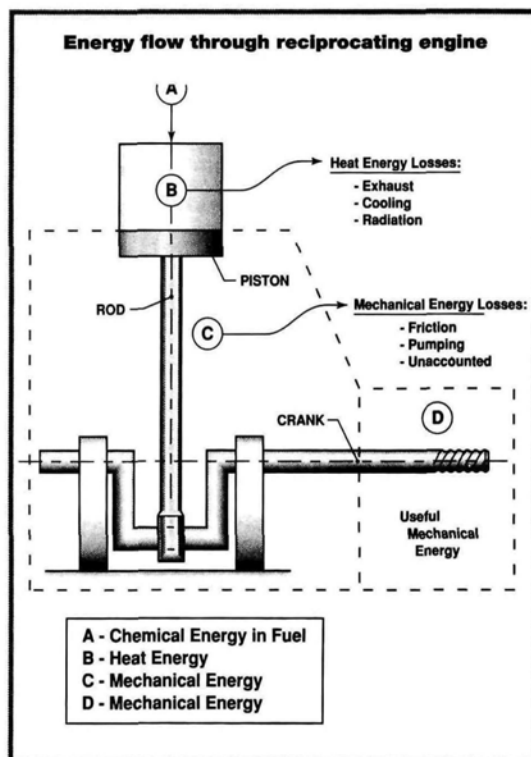 Energy flow through reciprocating engine
A
B
Heat Energy Losses:
- Exhaust
- Cooling
- Radiation
PISTON
ROD
C
Mechanical Energy Losses:
- Friction
- Pumping
- Unaccounted
D
CRANK
Useful
Mechanical
Energy
A - Chemical Energy in Fuel
B - Heat Energy
C - Mechanical Energy
D - Mechanical Energy